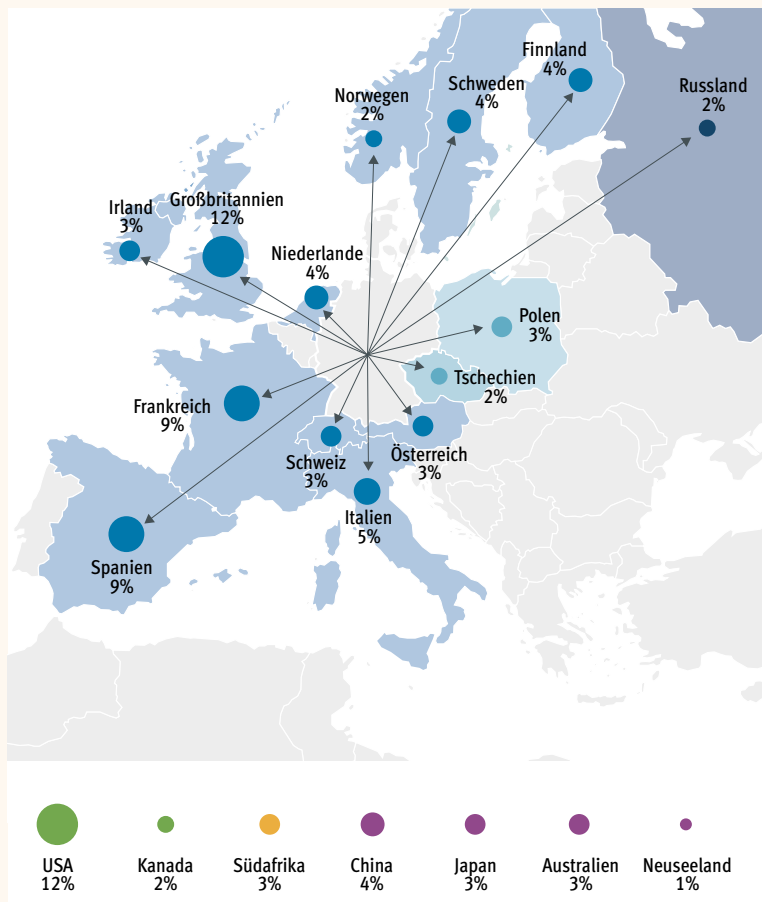 Finnland
4%
Schweden
4%
Russland
2%
Norwegen
2%
Irland
3%
Großbritannien
12%
Niederlande
4%
Polen
3%
Tschechien
2%
Frankreich
9%
Schweiz
3%
Österreich
3%
Italien
5%
Spanien
9%
USA
12%
Kanada
2%
Südafrika
3%
China
4%
Japan
3%
Australien
3%
Neuseeland
1%